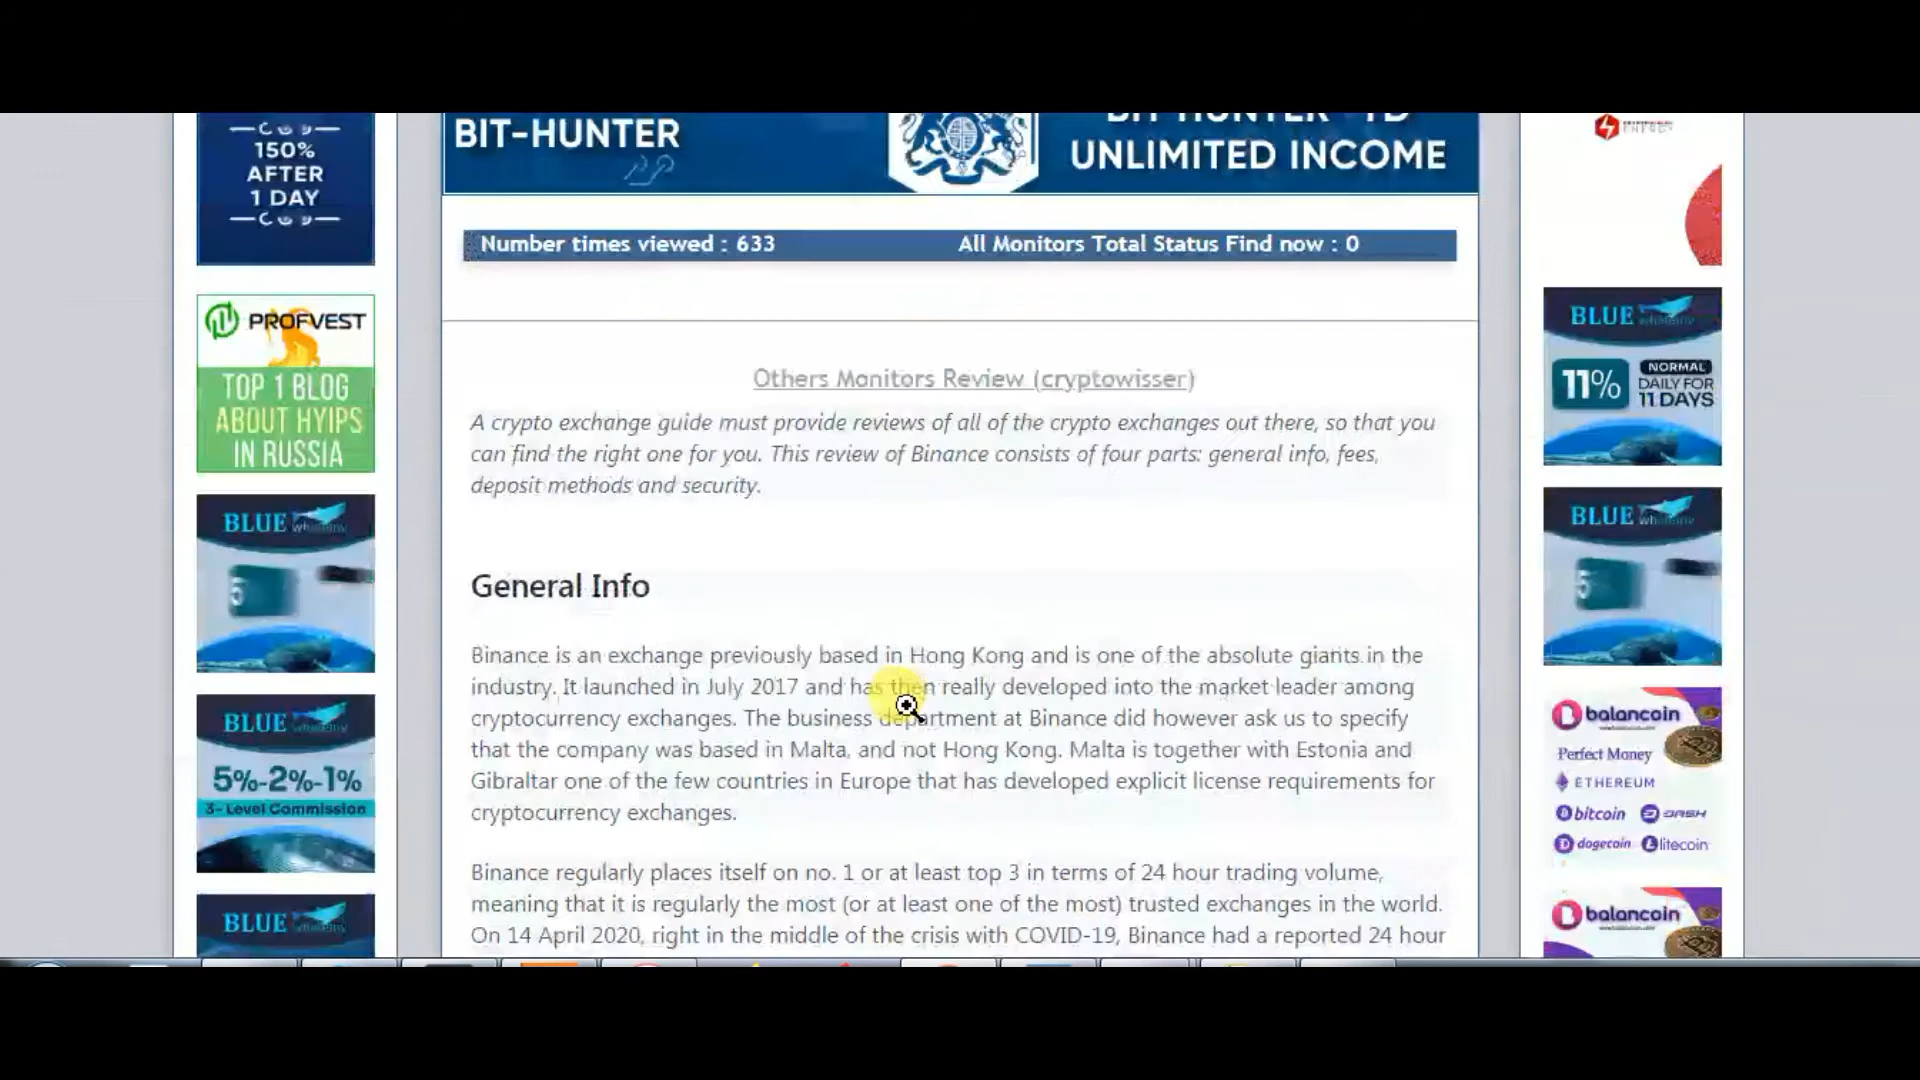 BIT-HUNTER
UNLIMITED INCOME
150%
AFTER
1 DAY
Number times viewed : 633
All Monitors Total Status Find now : 0
PROFVEST
TOP 1 BLOG
ABOUT HYIPS
IN RUSSIA
Others Monitors Review (cryptowisser)
A crypto exchange guide must provide reviews of all of the crypto exchanges out there, so that you
can find the right one for you. This review of Binance consists of four parts: general info, fees,
deposit methods and security.
General Info
Binance is an exchange previously based in Hong Kong and is one of the absolute giants in the
industry. It launched in July 2017 and has then really developed into the market leader among
cryptocurrency exchanges. The business department at Binance did however ask us to specify
that the company was based in Malta, and not Hong Kong. Malta is together with Estonia and
Gibraltar one of the few countries in Europe that has developed explicit license requirements for
cryptocurrency exchanges.
Binance regularly places itself on no. 1 or at least top 3 in terms of 24 hour trading volume,
meaning that it is regularly the most (or at least one of the most) trusted exchanges in the world.
On 14 April 2020, right in the middle of the crisis with COVID-19, Binance had a reported 24 hour
BLUE
5
BLUE
5%-2%-1%
3- Level Commission
BLUE
ENERGY
BLUE
11%
NORMAL
DAILY FOR
11 DAYS
BLUE
5
balancoin
Perfect Money
ETHEREUM
bitcoin
DASH
dogecoin
litecoin
balancoin